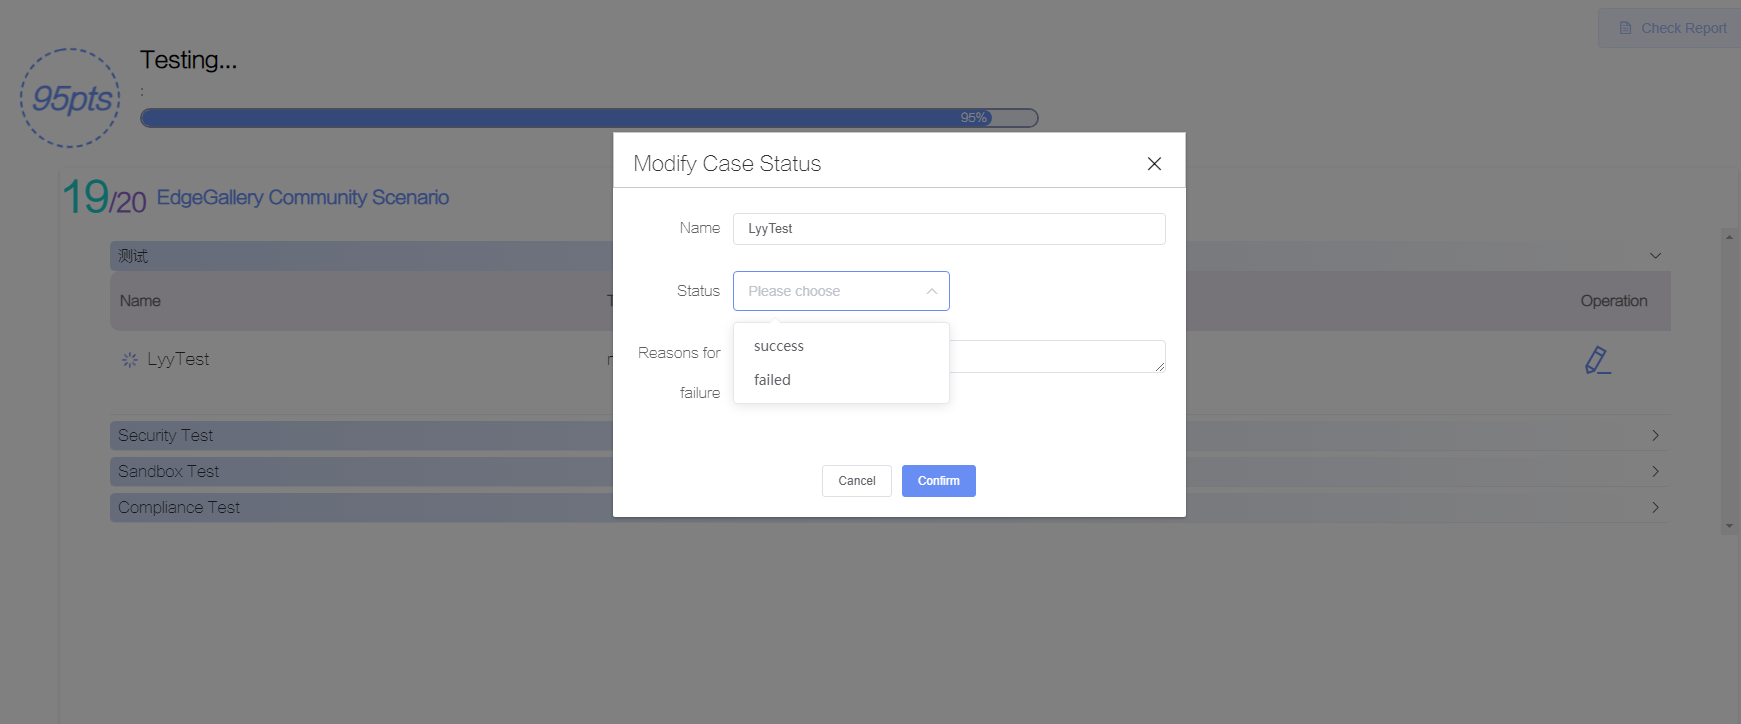 Check Report
Testing...
95pts
:
95%
Modify Case Status
19/20 EdgeGallery Community Scenario
Name LyyTest
测试
Status Please choose
Name Operation
success
Reasons for failure
LyyTest
failed
Security Test
Sandbox Test
Cancel Confirm
Compliance Test